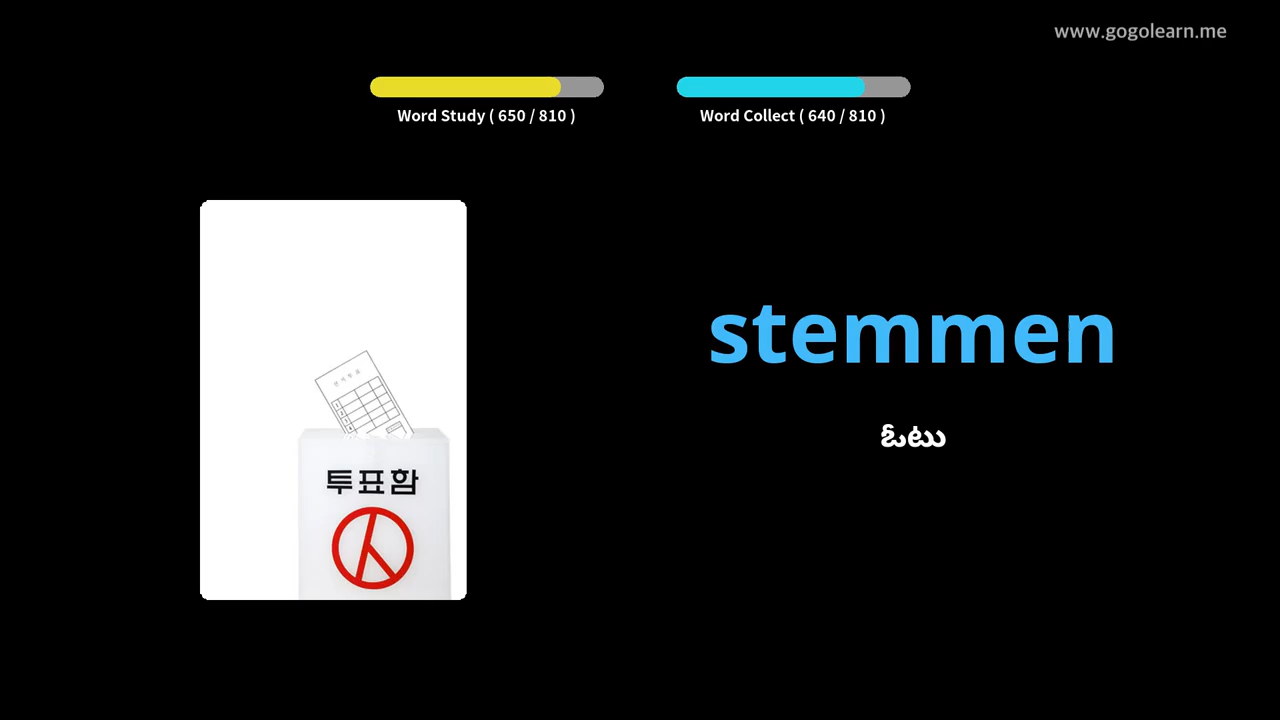 www.gogolearn.me
Word Study ( 650 / 810 )
Word Collect ( 640 / 810 )
stemmen
ఓటు
투표함